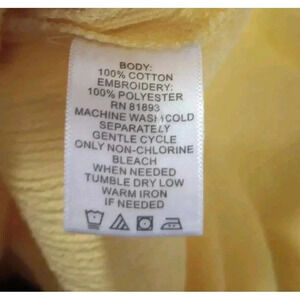 BODY:
100% COTTON
EMBROIDERY:
100% POLYESTER
RN 81893
MACHINE WASH COLD
SEPARATELY
GENTLE CYCLE
ONLY NON-CHLORINE
BLEACH
WHEN NEEDED
TUMBLE DRY LOW
WARM IRON
IF NEEDED